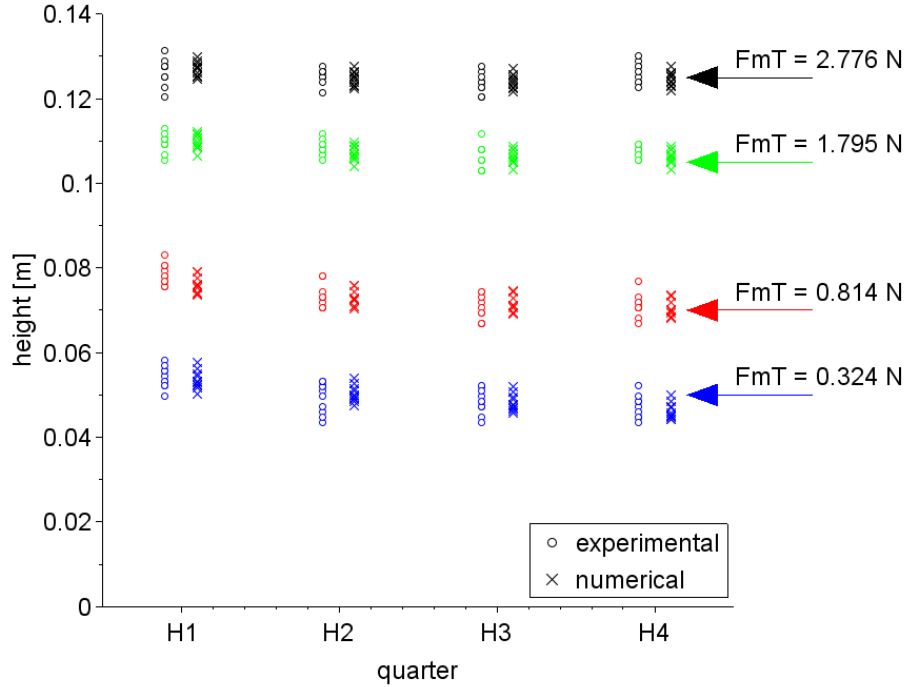 0.14
FmT = 2.776 N
0.12
FmT = 1.795 N
0.1
height [m]
0.08
FmT = 0.814 N
0.06
FmT = 0.324 N
0.04
0.02
experimental
numerical
0
H1 H2 H3 H4
quarter